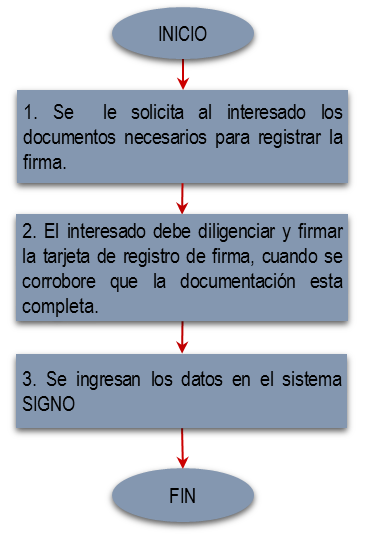 INICIO
1. Se le solicita al interesado los
documentos necesarios para registrar la
firma.
2. El interesado debe diligenciar y firmar
la tarjeta de registro de firma, cuando se
corrobore que la documentación esta
completa.
3. Se ingresan los datos en el sistema
SIGNO
FIN